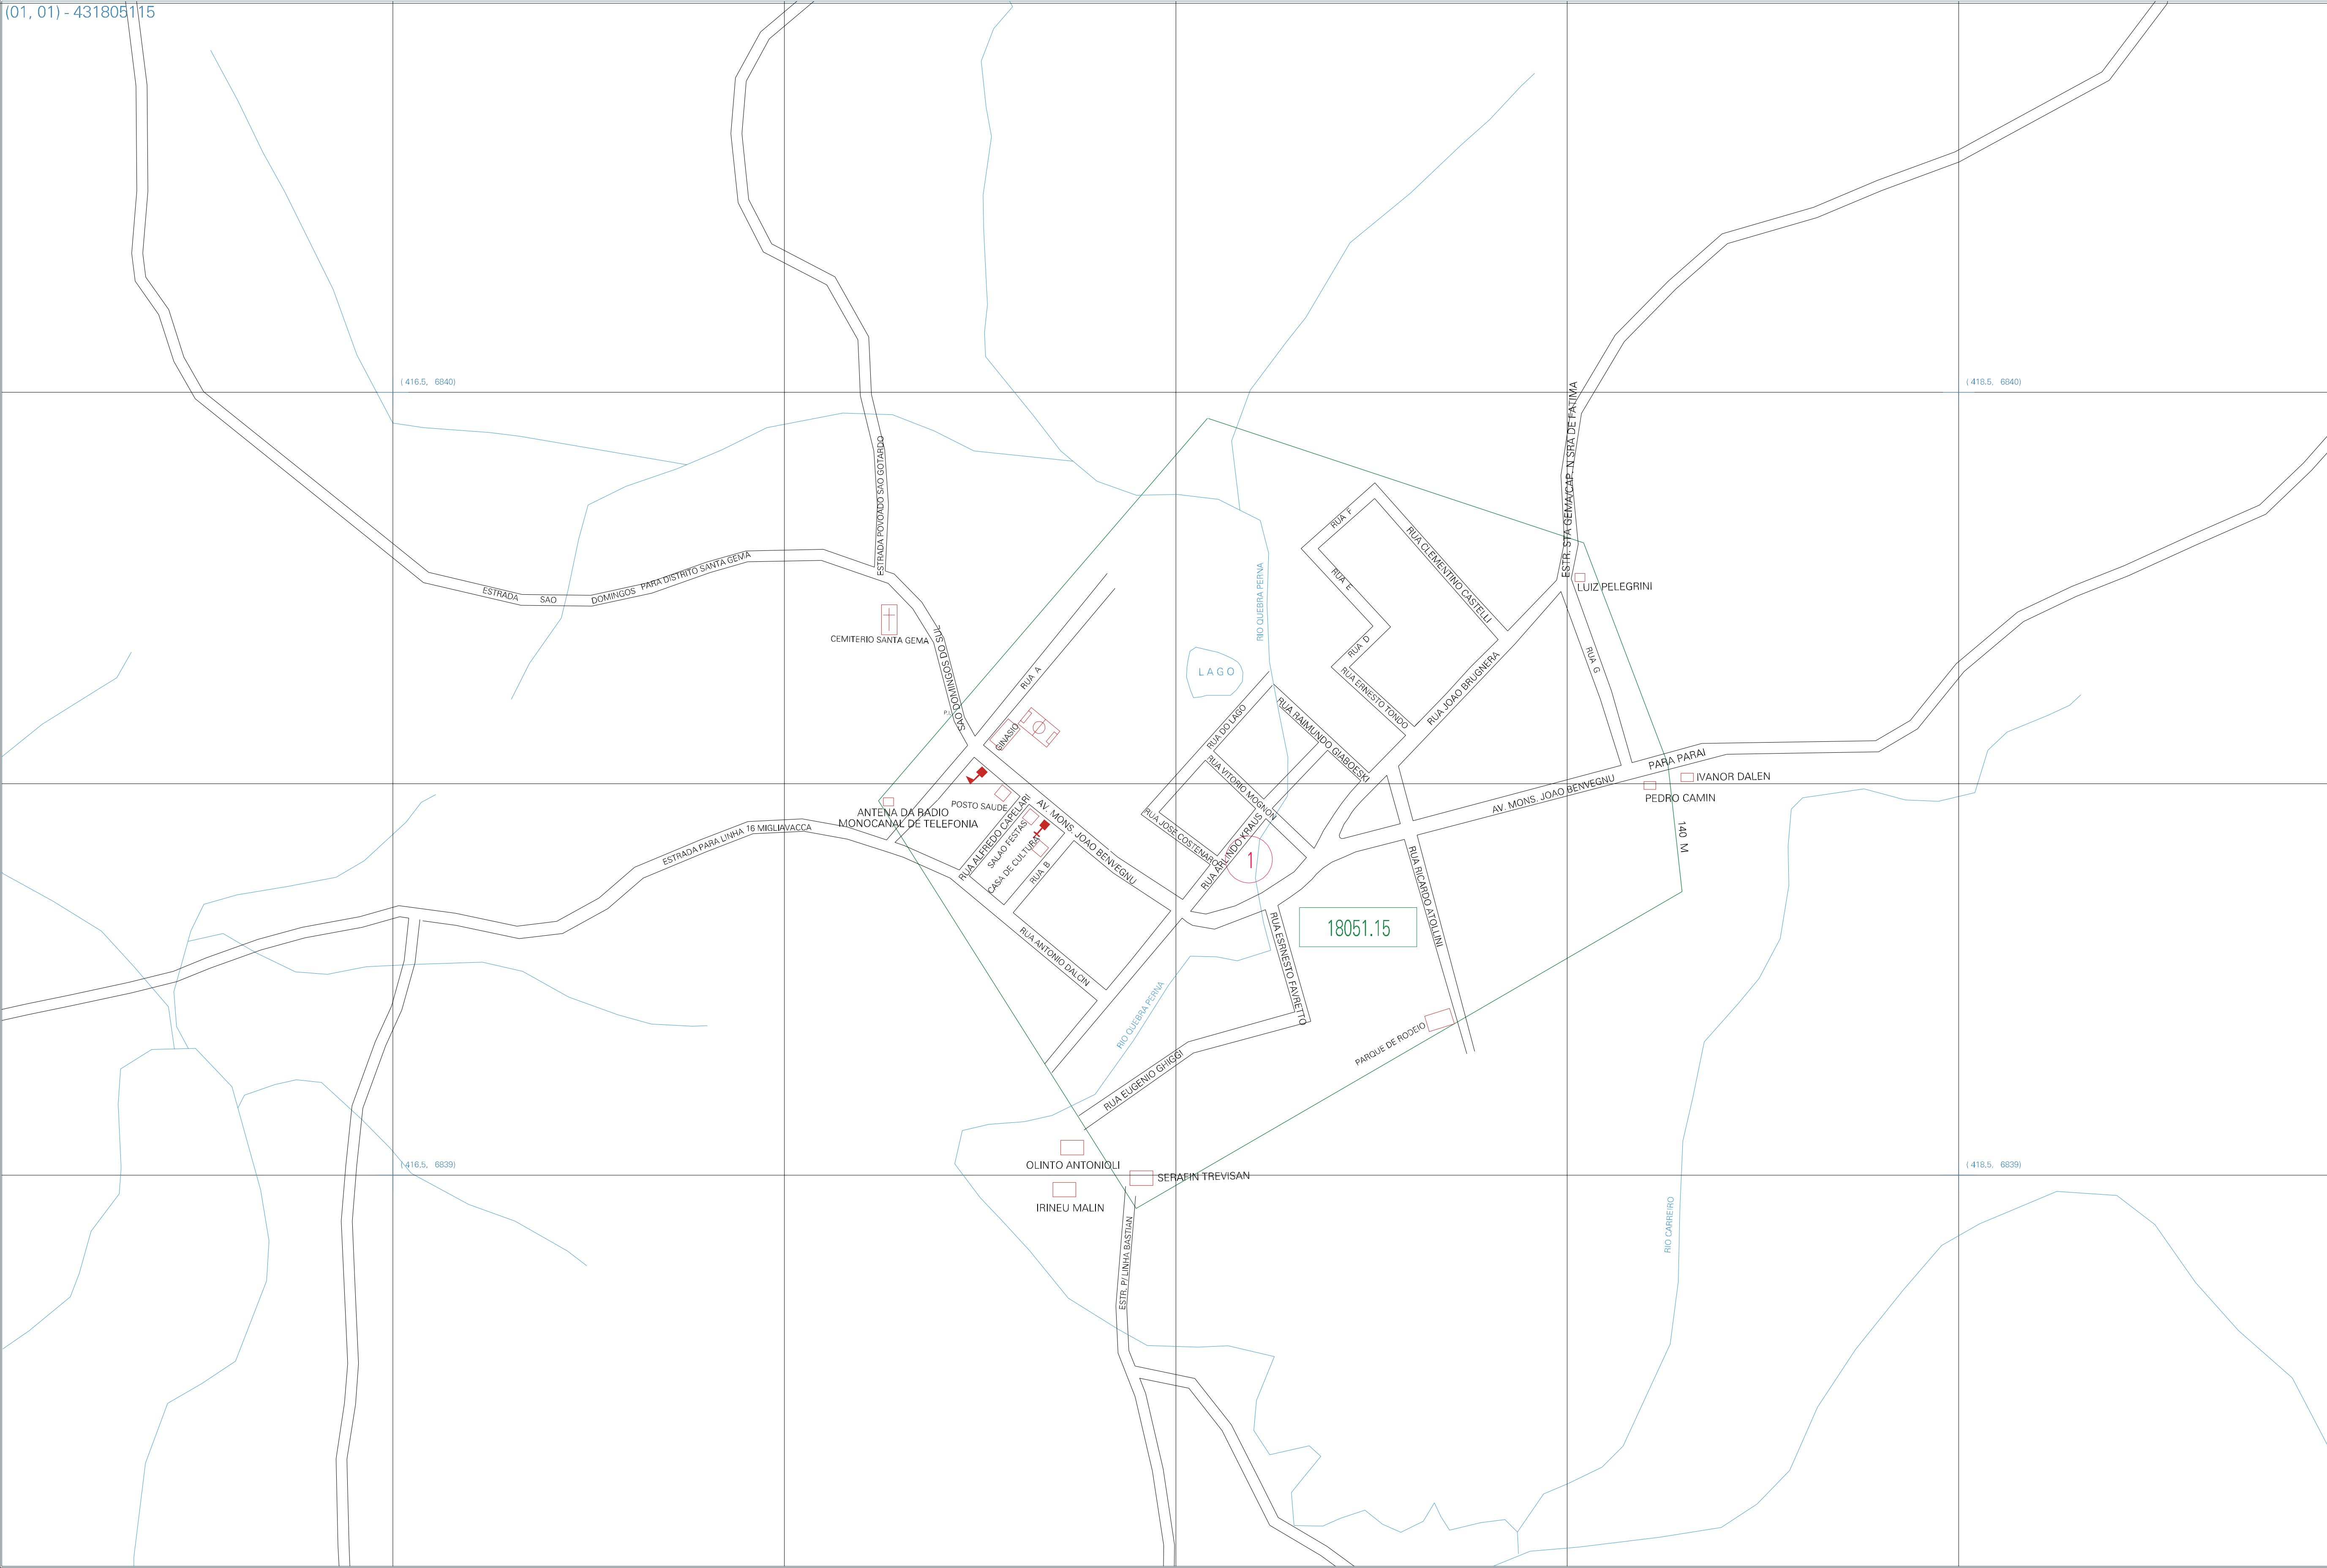 (01, 01) - 431805115
( 416.5, 6840)
( 418.5, 6840)
ESTR. STA GEMA/CAP. N SRA DE FATIMA
ESTRADA POVOADO SAO GOTARDO
ESTRADA SAO DOMINGOS PARA DISTRITO SANTA GEMA
RUA F
RUA CLEMENTINO CASTELLI
RUA E
LUIZ PELEGRINI
RIO QUEBRA PERNA
CEMITERIO SANTA GEMA
SAO DOMINGOS DO SUL
RUA D
RUA A
LAGO
RUA ERNESTO TONDO
RUA JOAO BRUGNERA
RUA G
GINASIO
RUA DO LAGO
RUA RAIMUNDO GIABOESKI
RUA VITORIO MOGNON
PARA PARAI
IVANOR DALEN
PEDRO CAMIN
AV. MONS. JOAO BENVEGNU
POSTO SAUDE
ANTENA DA RADIO
MONOCANAL DE TELEFONIA
ESTRADA PARA LINHA 16 MIGLIAVACCA
AV. MONS. JOAO BENVEGNU
RUA ALFREDO CAPELARI
SALAO FESTAS
CASA DE CULTURA
RUA B
RUA JOSE COSTENARO
RUA ARLINDO KRAUS
1
140 M
RUA RICARDO ATOLLINI
18051.15
RUA ESRNESTO FAVRETTO
RUA ANTONIO DALCIN
RIO QUEBRA PERNA
PARQUE DE RODEIO
RUA EUGENIO GHIGGI
( 416.5, 6839)
( 418.5, 6839)
OLINTO ANTONIOLI
SERAFIN TREVISAN
IRINEU MALIN
ESTR. P/ LINHA BASTIAN
RIO CARREIRO